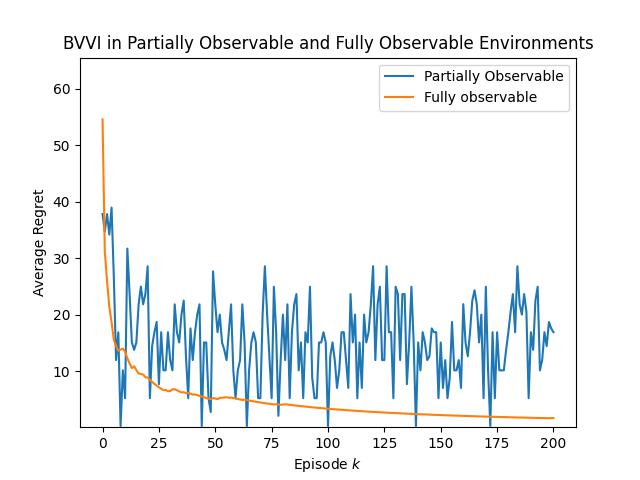 BVVI in Partially Observable and Fully Observable Environments
Partially Observable
Fully observable
Average Regret
60
50
40
30
20
10
0 25 50 75 100 125 150 175 200
Episode k